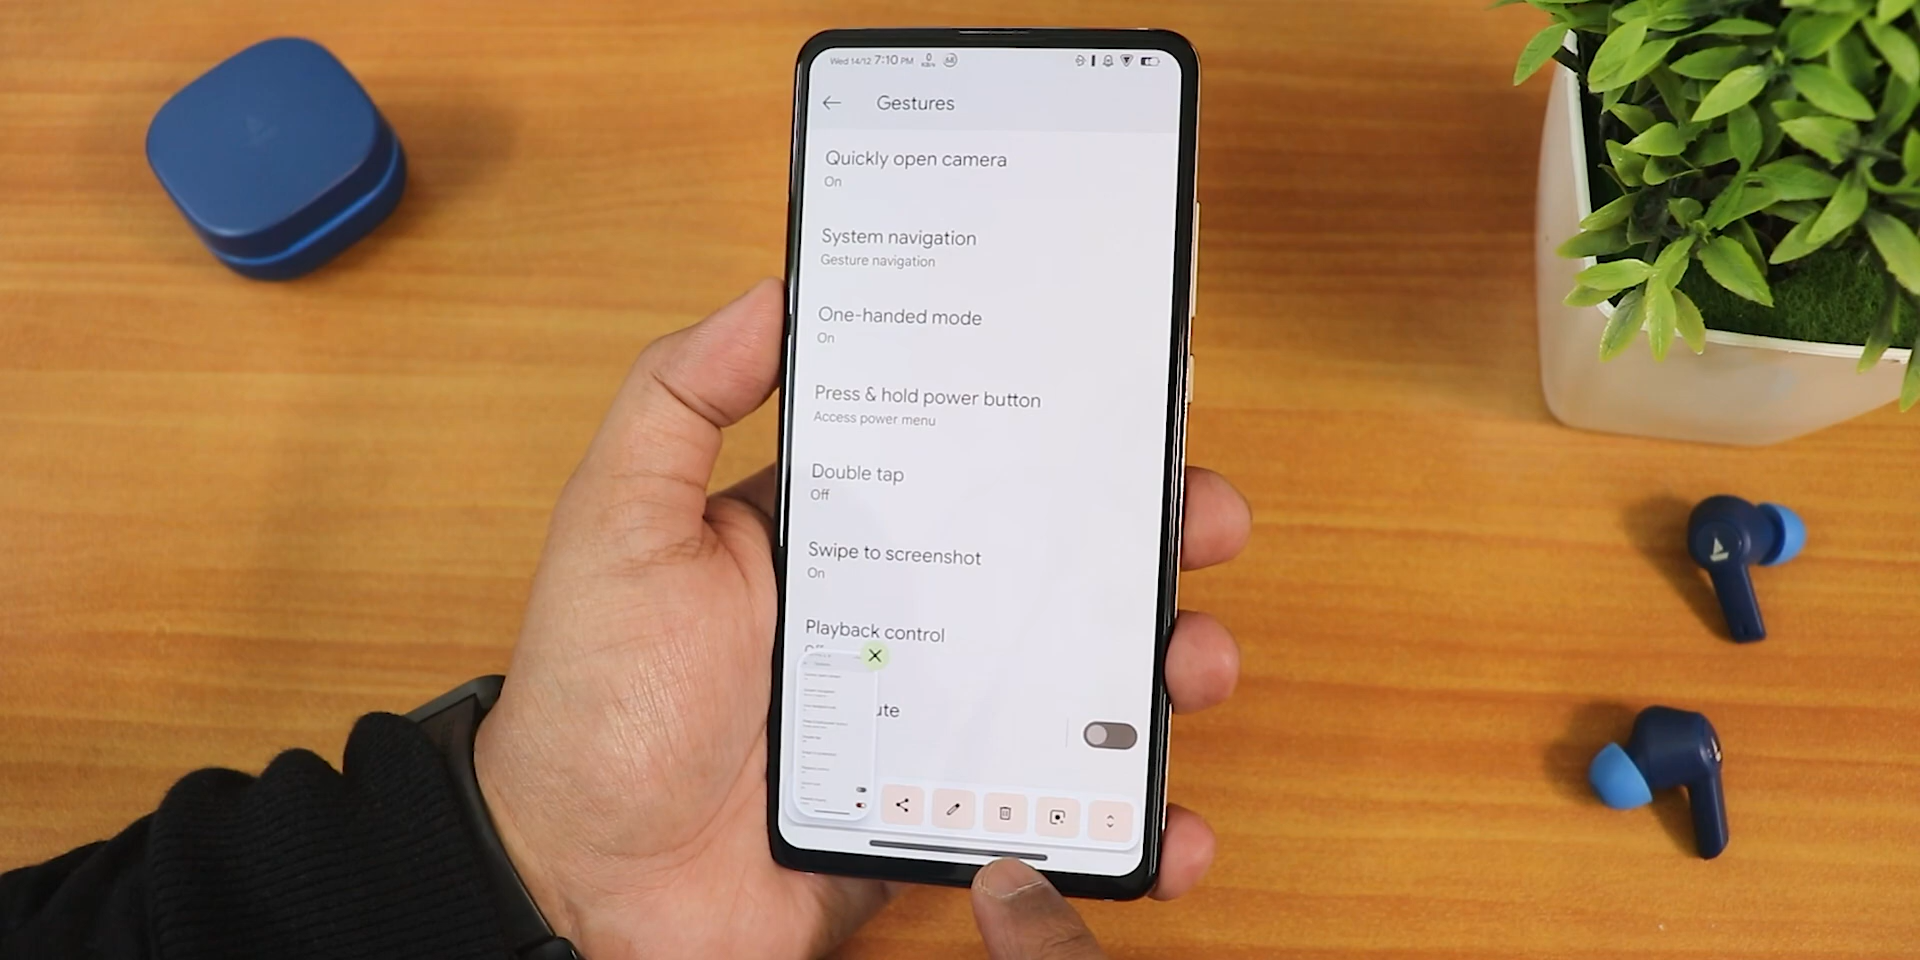 Wed 14/12 7:10 PM
Gestures
Quickly open camera
On
System navigation
Gesture navigation
One-handed mode
On
Press & hold power button
Access power menu
Double tap
Off
Swipe to screenshot
On
Playback control
ute